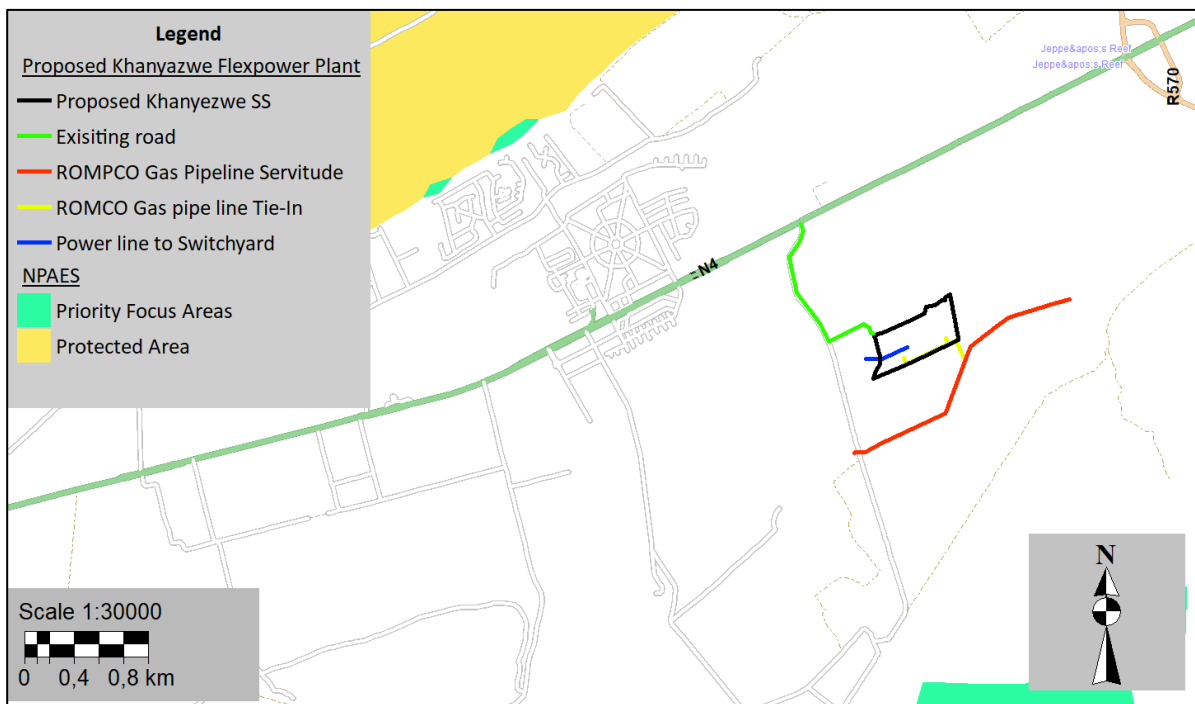 Legend
Proposed Khanyazwe Flexpower Plant
Proposed Khanyezwe SS
Exisiting road
ROMPCO Gas Pipeline Servitude
ROMCO Gas pipe line Tie-In
Power line to Switchyard
NPAES
Priority Focus Areas
Protected Area
Jeppe&apos;s Reef
Jeppe&apos;s Reef
R570
N4
N
Scale 1:30000
0 0,4 0,8 km